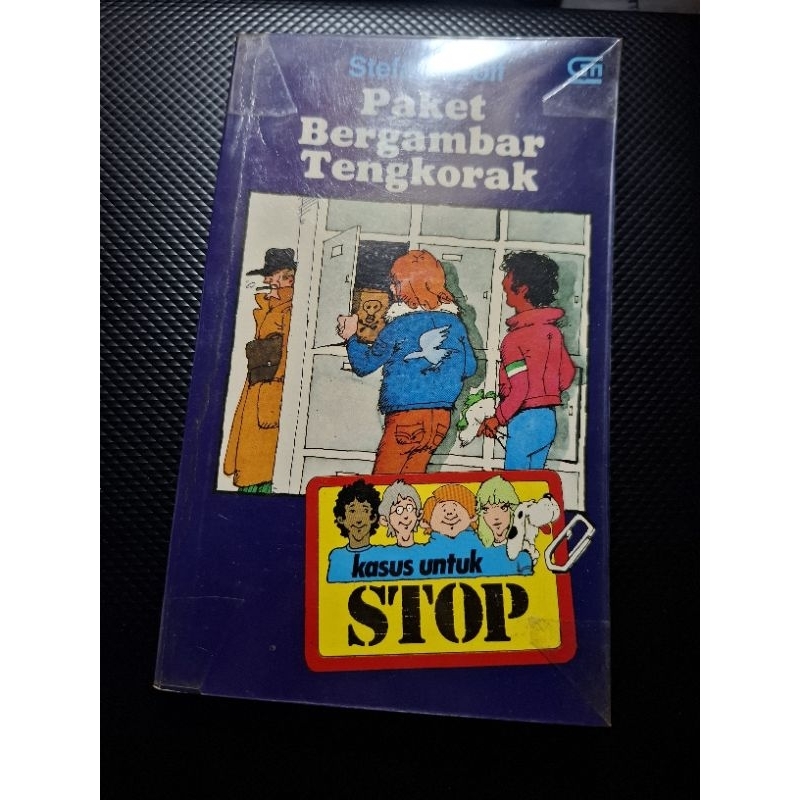 Paket
Bergambar
Tengkorak
kasus untuk
STOP